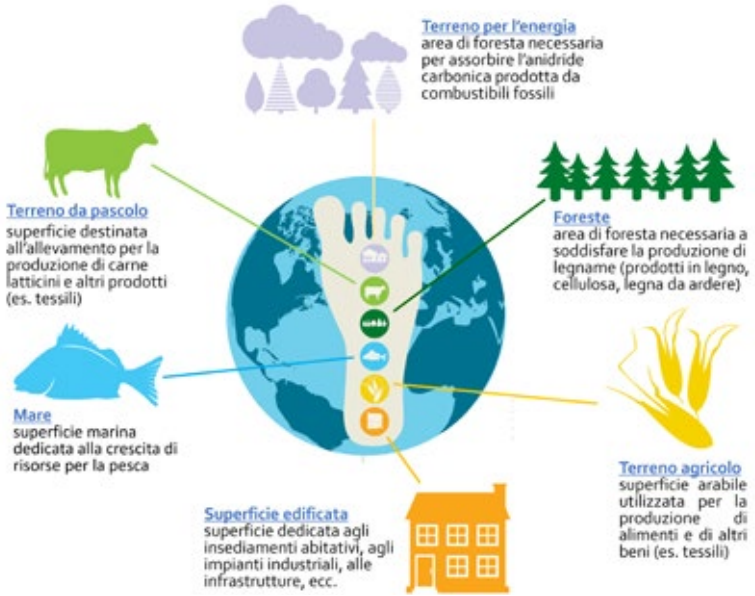 Terreno per l'energia
area di foresta necessaria
per assorbire l'anidride
carbonica prodotta da
combustibili fossili
Terreno da pascolo
superficie destinata
all'allevamento per la
produzione di carne
latticini e altri prodotti
(es. tessili)
Foreste
area di foresta necessaria a
soddisfare la produzione di
legname (prodotti in legno,
cellulosa, legna da ardere)
Mare
superficie marina
dedicata alla crescita di
risorse per la pesca
Terreno agricolo
superficie arabile
utilizzata per la
produzione di
alimenti e di altri
beni (es. tessili)
Superficie edificata
superficie dedicata agli
insediamenti abitativi, agli
impianti industriali, alle
infrastrutture, ecc.